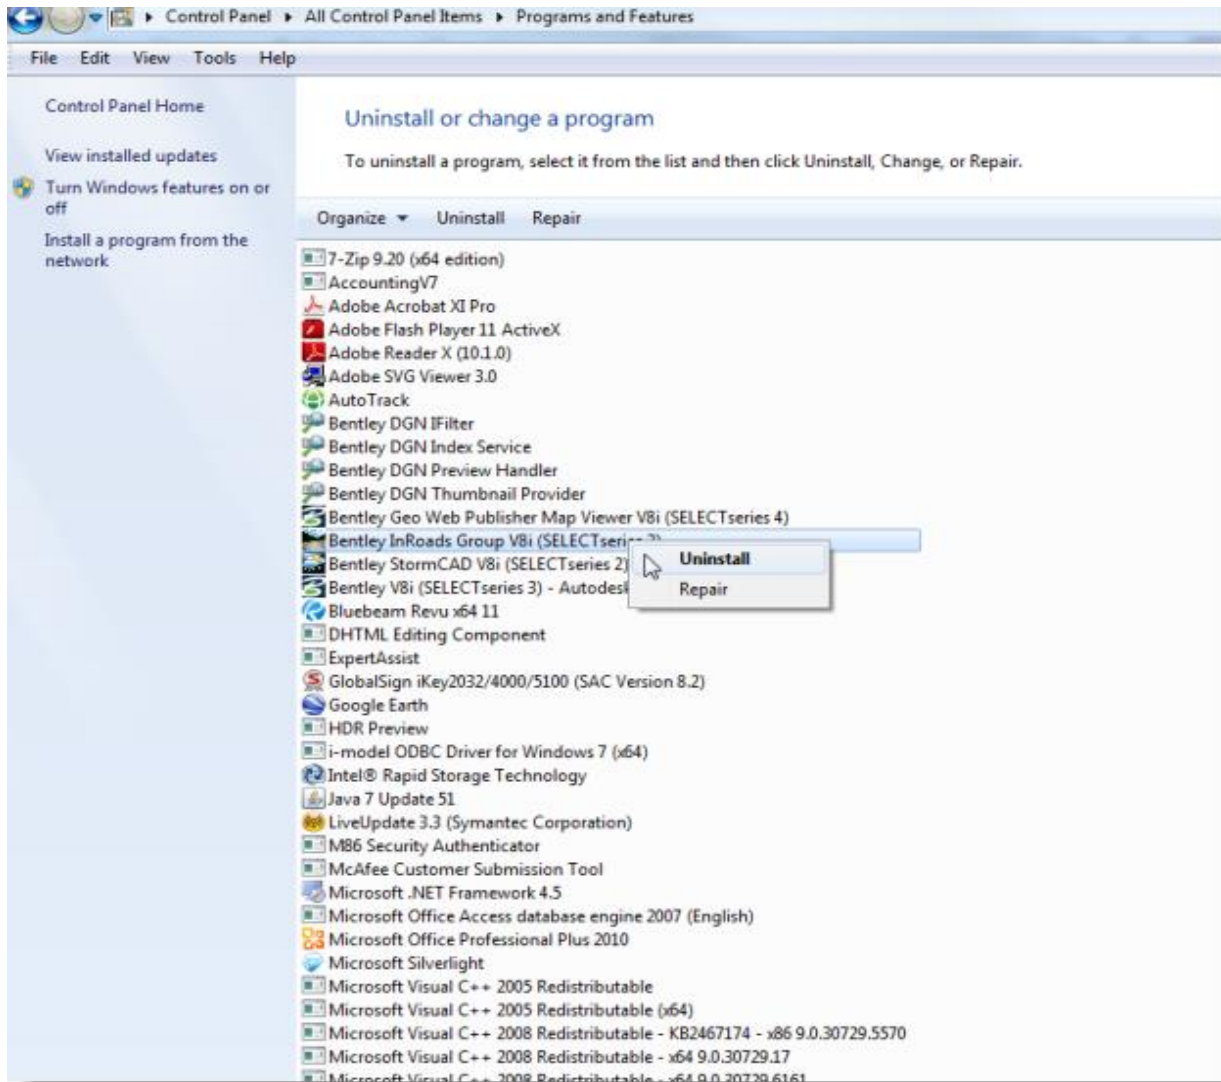 Control Panel ▸ All Control Panel Items ▸ Programs and Features
File Edit View Tools Help
Control Panel Home
View installed updates
Turn Windows features on or
off
Install a program from the
network
Uninstall or change a program
To uninstall a program, select it from the list and then click Uninstall, Change, or Repair.
Organize Uninstall Repair
7-Zip 9.20 (x64 edition)
AccountingV7
Adobe Acrobat XI Pro
Adobe Flash Player 11 ActiveX
Adobe Reader X (10.1.0)
Adobe SVG Viewer 3.0
AutoTrack
Bentley DGN IFilter
Bentley DGN Index Service
Bentley DGN Preview Handler
Bentley DGN Thumbnail Provider
Bentley Geo Web Publisher Map Viewer V8i (SELECTseries 4)
Bentley InRoads Group V8i (SELECTseries
Bentley StormCAD V8i (SELECTseries 2)
Bentley V8i (SELECTseries 3) - Autodesk
Uninstall
Repair
Bluebeam Revu x64 11
DHTML Editing Component
ExpertAssist
GlobalSign iKey2032/4000/5100 (SAC Version 8.2)
Google Earth
HDR Preview
i-model ODBC Driver for Windows 7 (x64)
Intel® Rapid Storage Technology
Java 7 Update 51
LiveUpdate 3.3 (Symantec Corporation)
M86 Security Authenticator
McAfee Customer Submission Tool
Microsoft .NET Framework 4.5
Microsoft Office Access database engine 2007 (English)
Microsoft Office Professional Plus 2010
Microsoft Silverlight
Microsoft Visual C++ 2005 Redistributable
Microsoft Visual C++ 2005 Redistributable (x64)
Microsoft Visual C++ 2008 Redistributable - KB2467174 - x86 9.0.30729.5570
Microsoft Visual C++ 2008 Redistributable - x64 9.0.30729.17
Microsoft Visual C++ 2008 Redistributable - x64 9.0.30729.6161